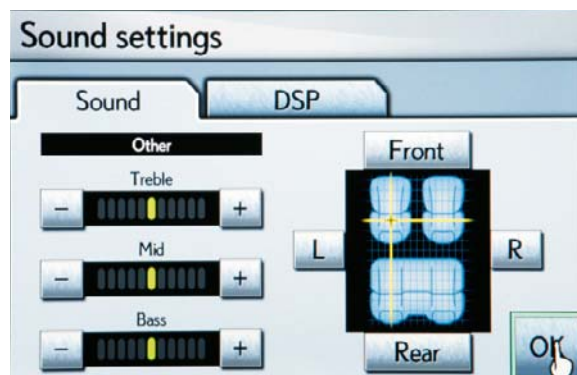 Sound settings
Sound
DSP
Other
Treble
- +
Mid
- +
Bass
- +
Front
L
R
Rear
OK